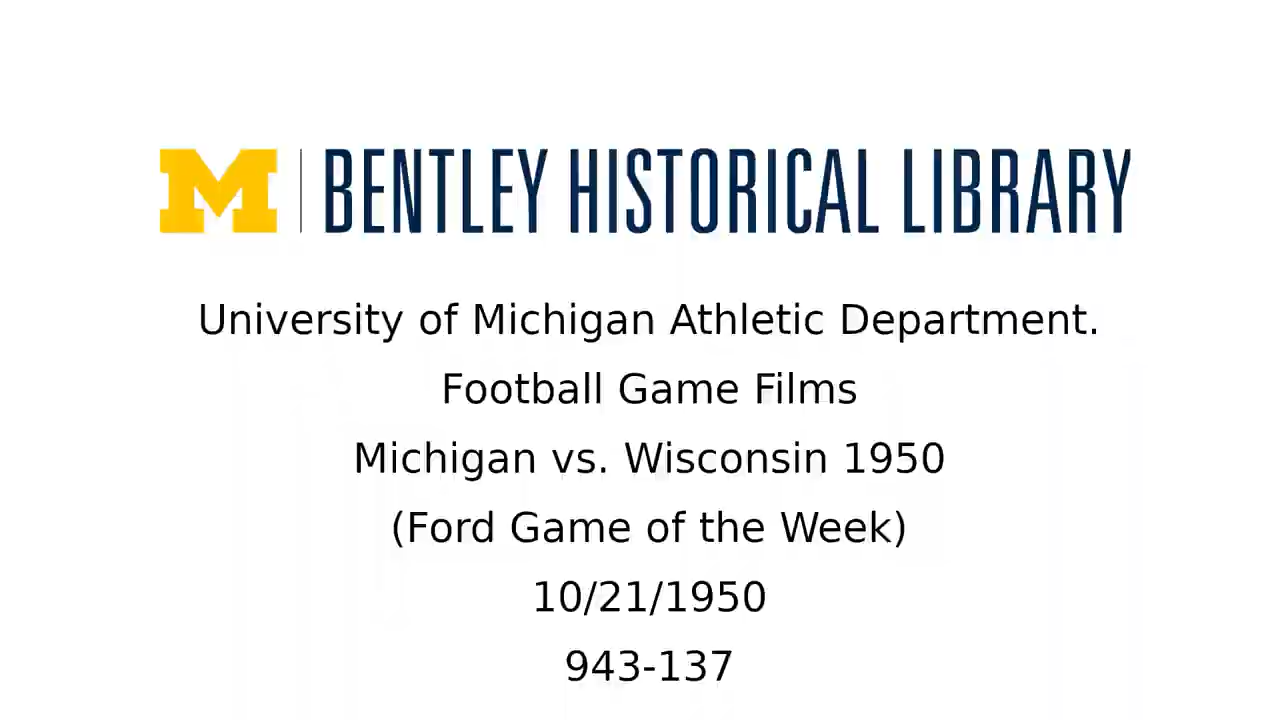 M | BENTLEY HISTORICAL LIBRARY
University of Michigan Athletic Department.
Football Game Films
Michigan vs. Wisconsin 1950
(Ford Game of the Week)
10/21/1950
943-137